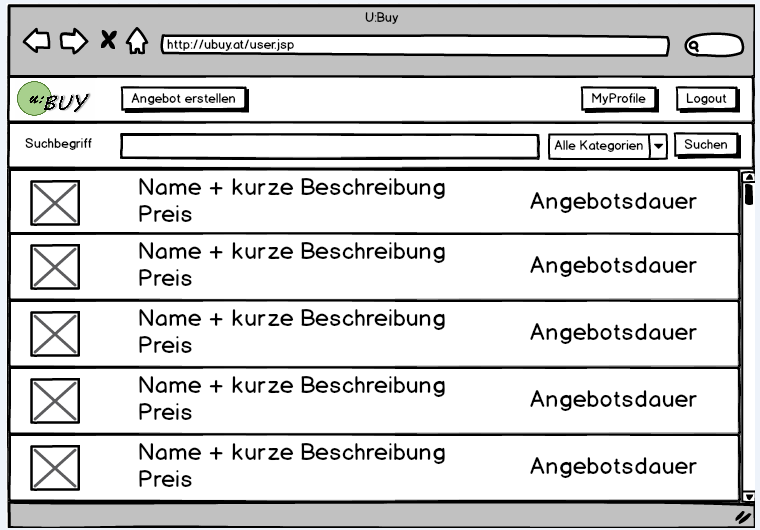 U:Buy
http://ubuy.at/user.jsp
u:BUY
Angebot erstellen
MyProfile
Logout
Suchbegriff
Alle Kategorien
Suchen
Name + kurze Beschreibung
Preis
Angebotsdauer
Name + kurze Beschreibung
Preis
Angebotsdauer
Name + kurze Beschreibung
Preis
Angebotsdauer
Name + kurze Beschreibung
Preis
Angebotsdauer
Name + kurze Beschreibung
Preis
Angebotsdauer